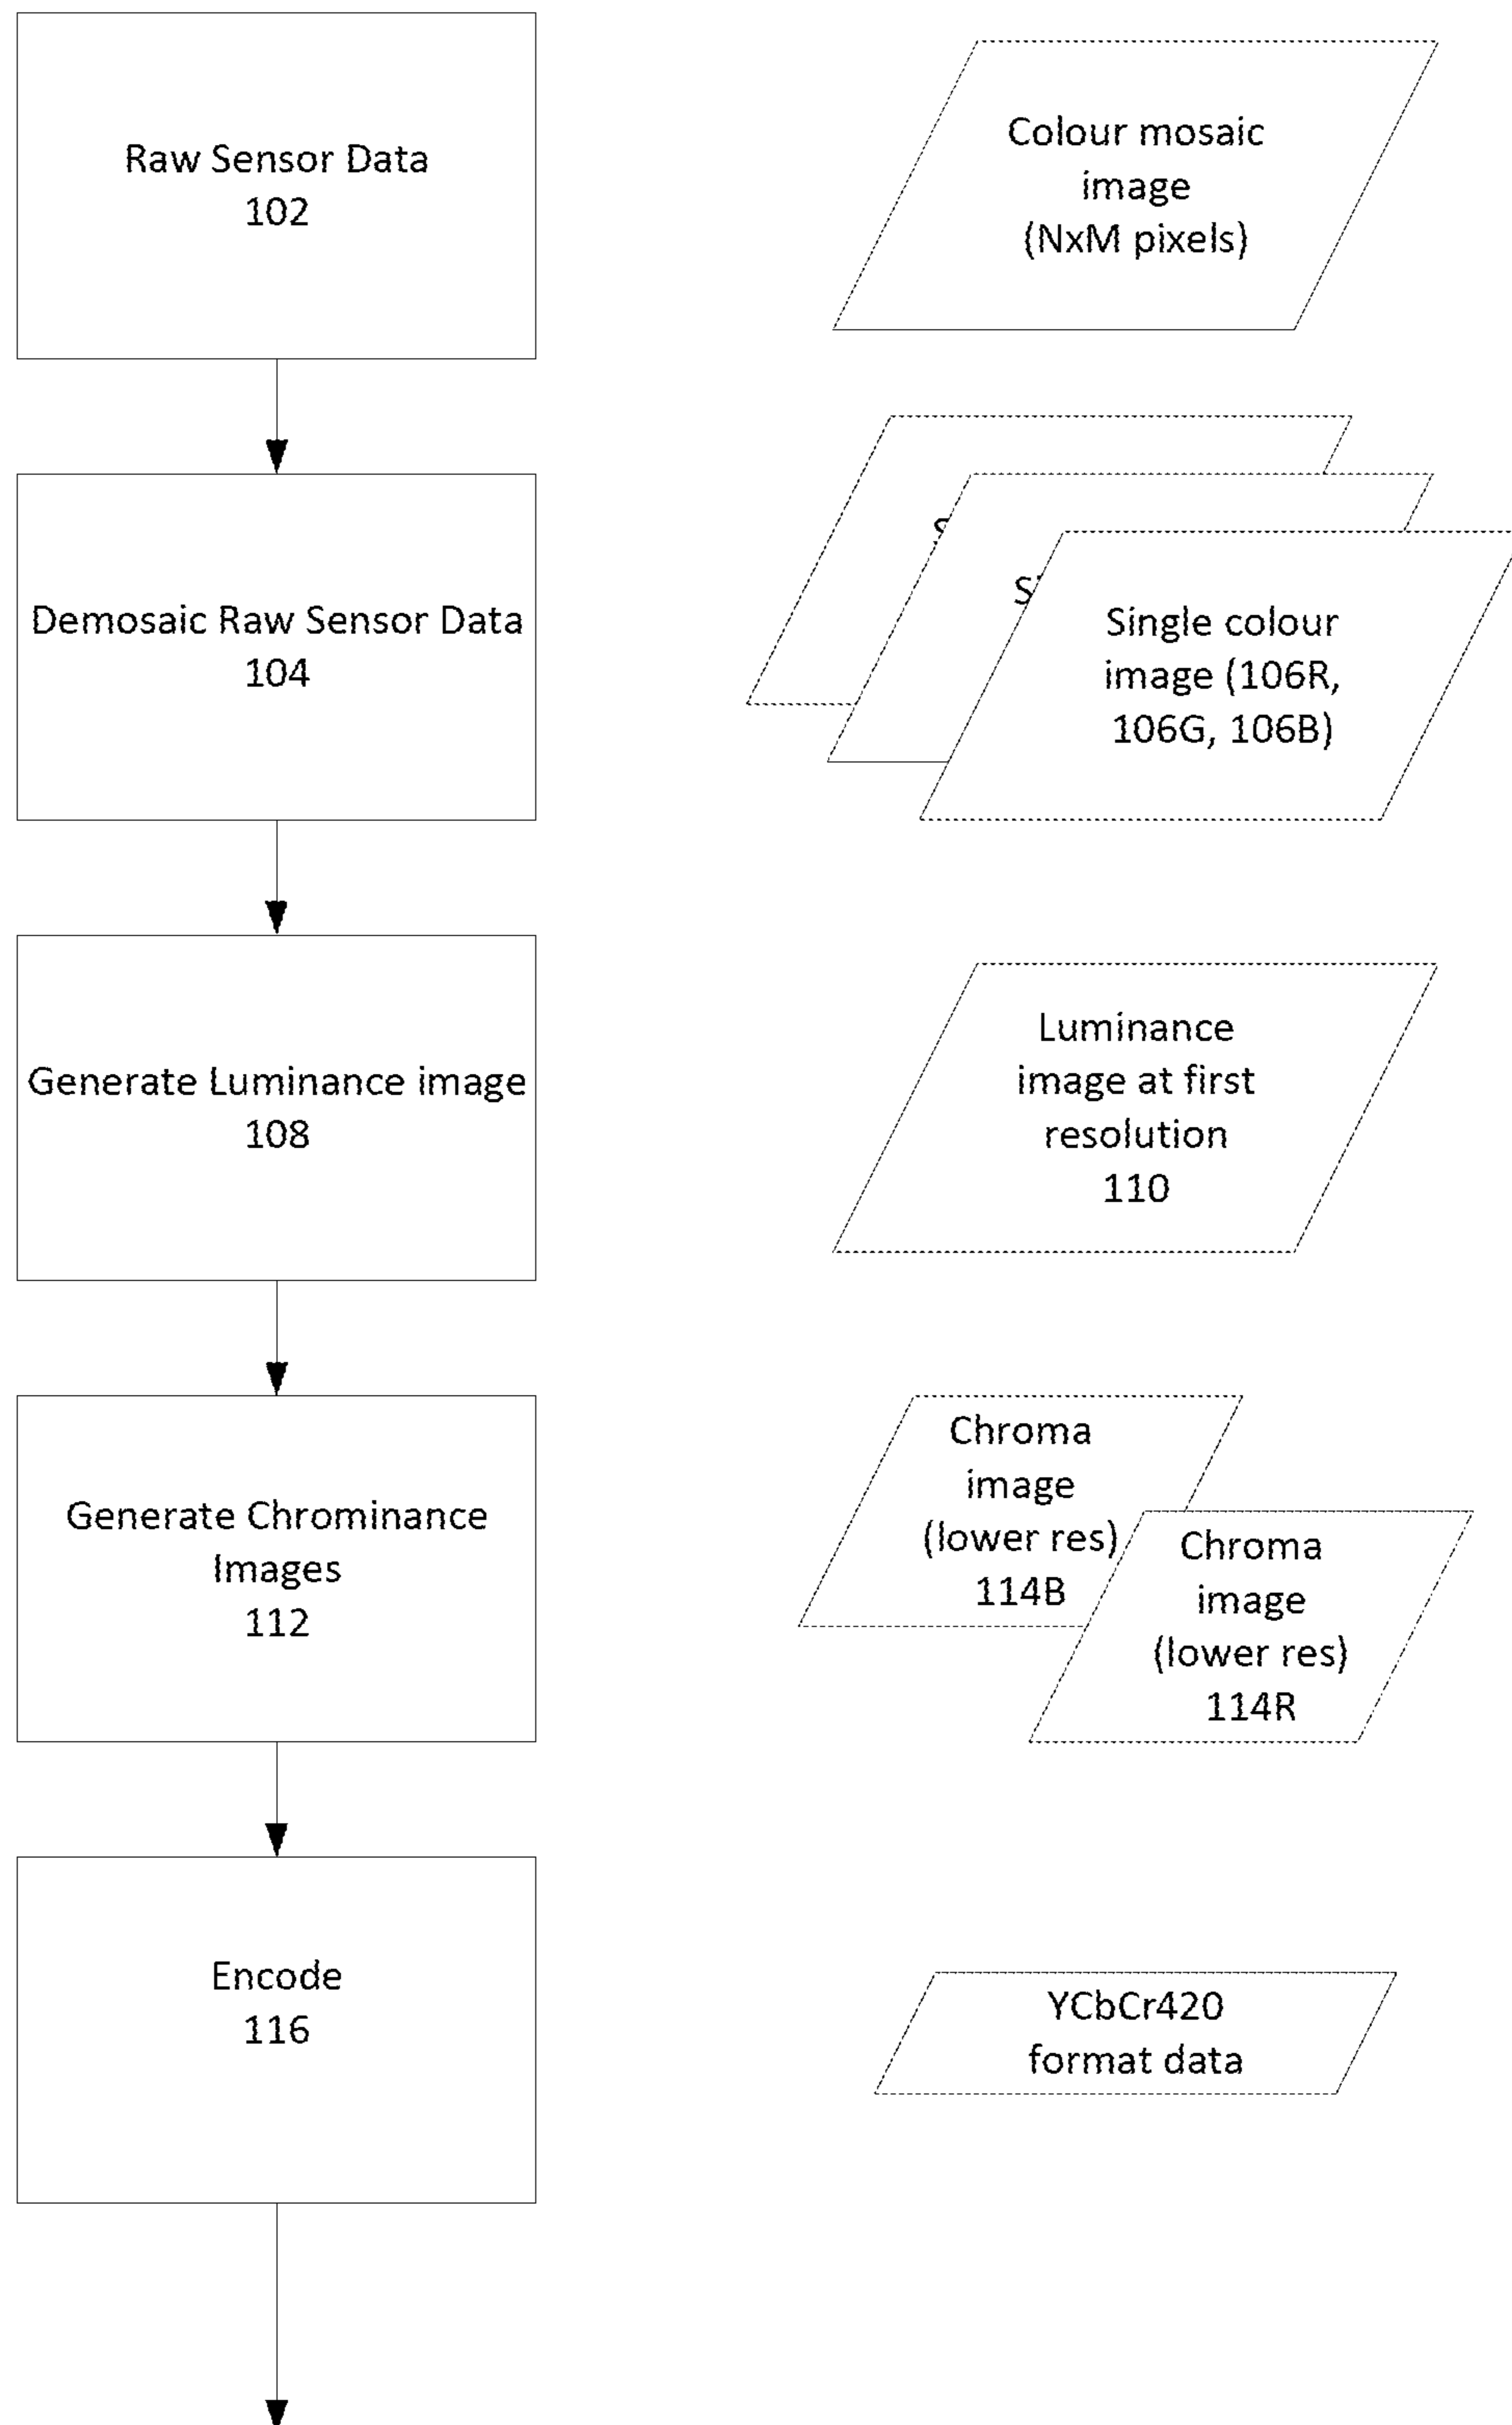 Raw Sensor Data
102
Colour mosaic
image
(NxM pixels)
Demosaic Raw Sensor Data
104
Single colour
image (106R,
106G, 106B)
Generate Luminance image
108
Luminance
image at first
resolution
110
Generate Chrominance
Images
112
Chroma
image
(lower res)
114B
Chroma
image
(lower res)
114R
Encode
116
YCbCr420
format data